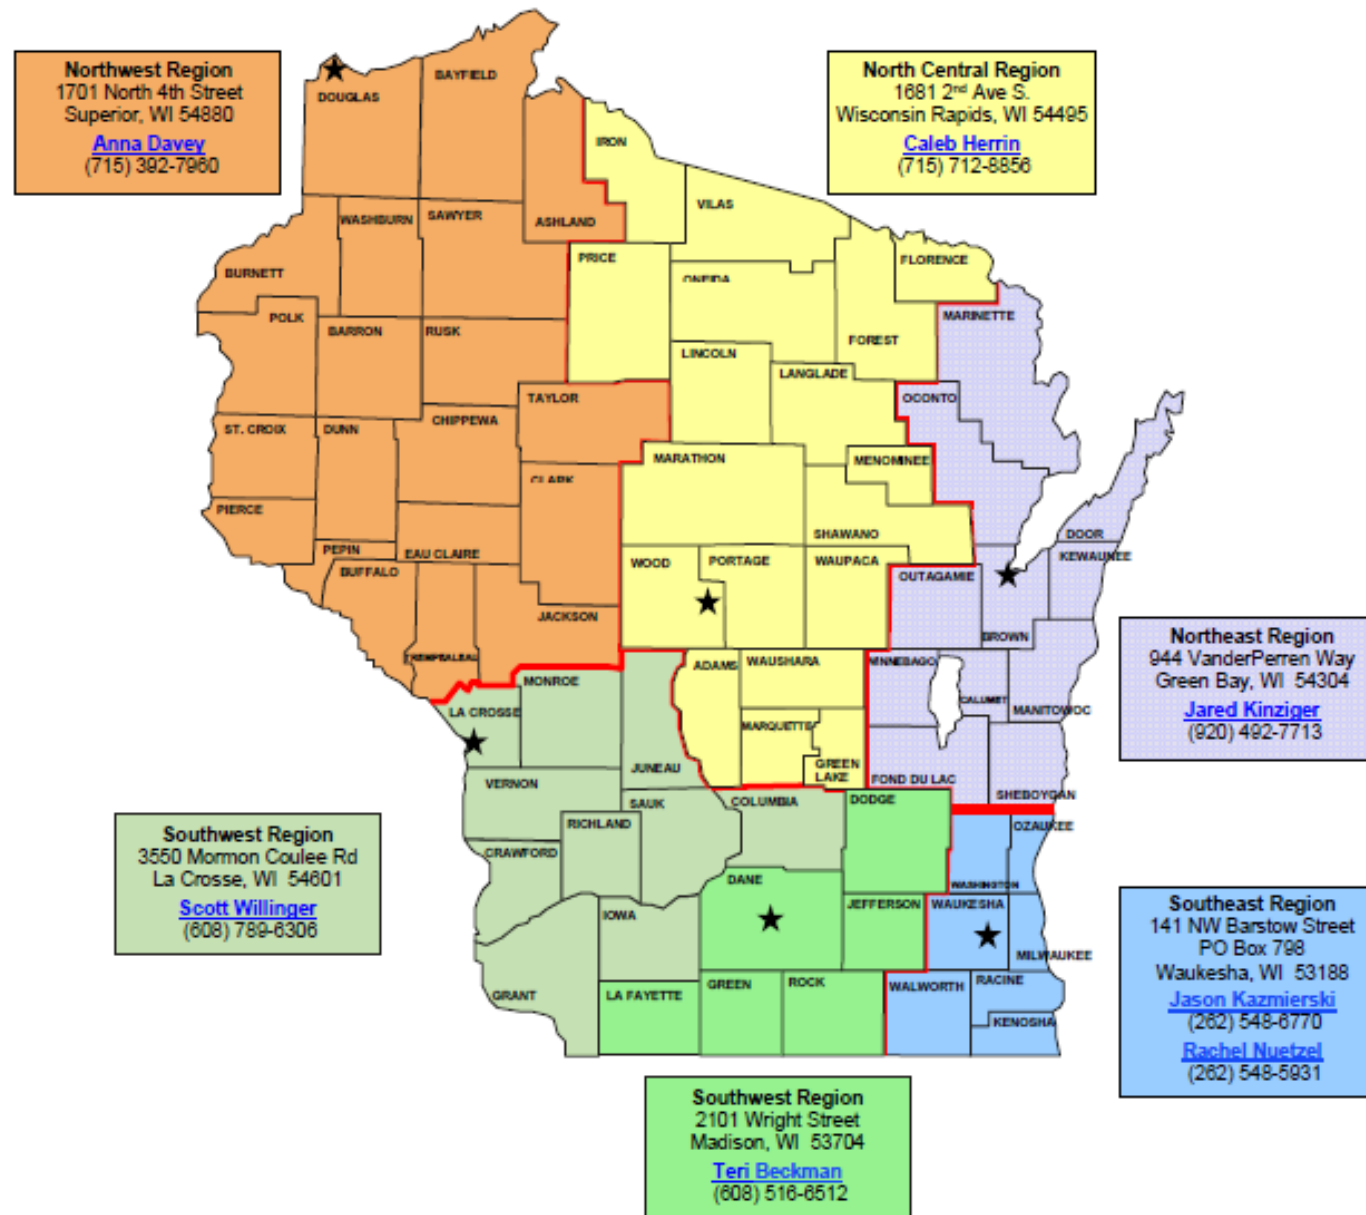 Northwest Region
1701 North 4th Street
Superior, WI 54880
Anna Davey
(715) 392-7960
North Central Region
1681 2nd Ave S.
Wisconsin Rapids, WI 54495
Caleb Herrin
(715) 712-8856
BAYFIELD
DOUGLAS
IRON
VILAS
WASHBURN
SAWYER
ASHLAND
PRICE
FLORENCE
BURNETT
ONEIDA
POLK
BARRON
RUSK
MARINETTE
FOREST
LINCOLN
LANGLADE
TAYLOR
OCONTO
ST. CROIX
DUNN
CHIPPEWA
MARATHON
MENOMINEE
CLARK
PIERCE
SHAWANO
DOOR
PEPIN
EAU CLAIRE
KEWAUNEE
WOOD
PORTAGE
WAUPACA
BUFFALO
OUTAGAMIE
JACKSON
BROWN
TREMPEALEAU
ADAMS
WAUSHARA
WINNEBAGO
MONROE
CALUMET
MANITOWOC
LA CROSSE
MARQUETTE
JUNEAU
GREEN
LAKE
FOND DU LAC
VERNON
SHEBOYGAN
SAUK
COLUMBIA
DODGE
RICHLAND
OZAUKEE
CRAWFORD
DANE
WASHINGTON
JEFFERSON
WAUKESHA
IOWA
MILWAUKEE
GRANT
LA FAYETTE
GREEN
ROCK
WALWORTH
RACINE
KENOSHA
Northeast Region
944 VanderPerren Way
Green Bay, WI 54304
Jared Kinziger
(920) 492-7713
Southwest Region
3550 Mormon Coulee Rd
La Crosse, WI 54601
Scott Willinger
(608) 789-6306
Southeast Region
141 NW Barstow Street
PO Box 798
Waukesha, WI 53188
Jason Kazmierski
(262) 548-6770
Rachel Nuetzel
(262) 548-5931
Southwest Region
2101 Wright Street
Madison, WI 53704
Teri Beckman
(608) 516-6512